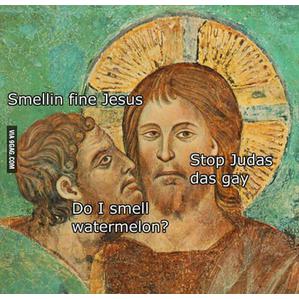 Smellin fine Jesus
VIA 9GAG.COM
Stop Judas
das gay
Do I smell
watermelon?